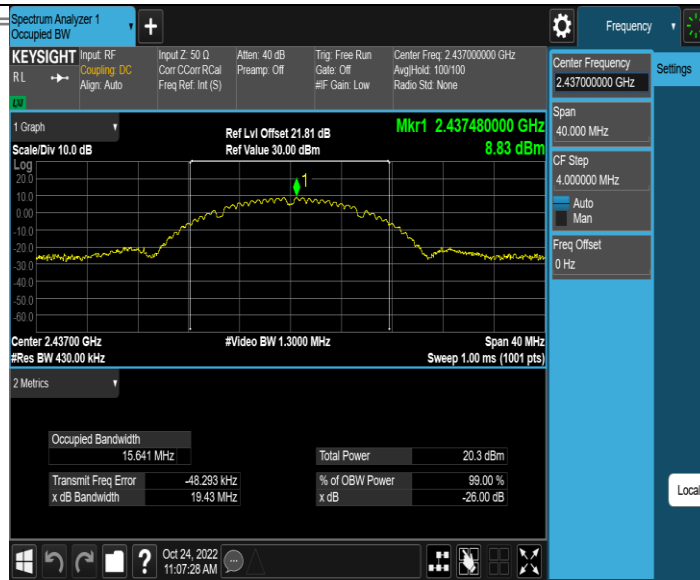 Spectrum Analyzer 1
Occupied BW
+
Frequency
KEYSIGHT
R L
LXI
Input: RF
Coupling: DC
Align: Auto
Input Z: 50 Ω
Corr CCorr RCal
Freq Ref: Int (S)
Atten: 40 dB
Preamp: Off
Trig: Free Run
Gate: Off
#IF Gain: Low
Center Freq: 2.437000000 GHz
Avg|Hold: 100/100
Radio Std: None
Center Frequency
2.437000000 GHz
Settings
Span
40.000 MHz
CF Step
4.000000 MHz
Auto
Man
Freq Offset
0 Hz
1 Graph
Ref Lvl Offset 21.81 dB
Mkr1 2.437480000 GHz
Scale/Div 10.0 dB
Ref Value 30.00 dBm
8.83 dBm
Log
20.0
10.0
0.00
-10.0
-20.0
-30.0
-40.0
-50.0
-60.0
1
Center 2.43700 GHz
#Video BW 1.3000 MHz
Span 40 MHz
#Res BW 430.00 kHz
Sweep 1.00 ms (1001 pts)
2 Metrics
Occupied Bandwidth
15.641 MHz
Total Power
20.3 dBm
Transmit Freq Error
-48.293 kHz
% of OBW Power
99.00 %
x dB Bandwidth
19.43 MHz
x dB
-26.00 dB
Local
?
Oct 24, 2022
11:07:28 AM